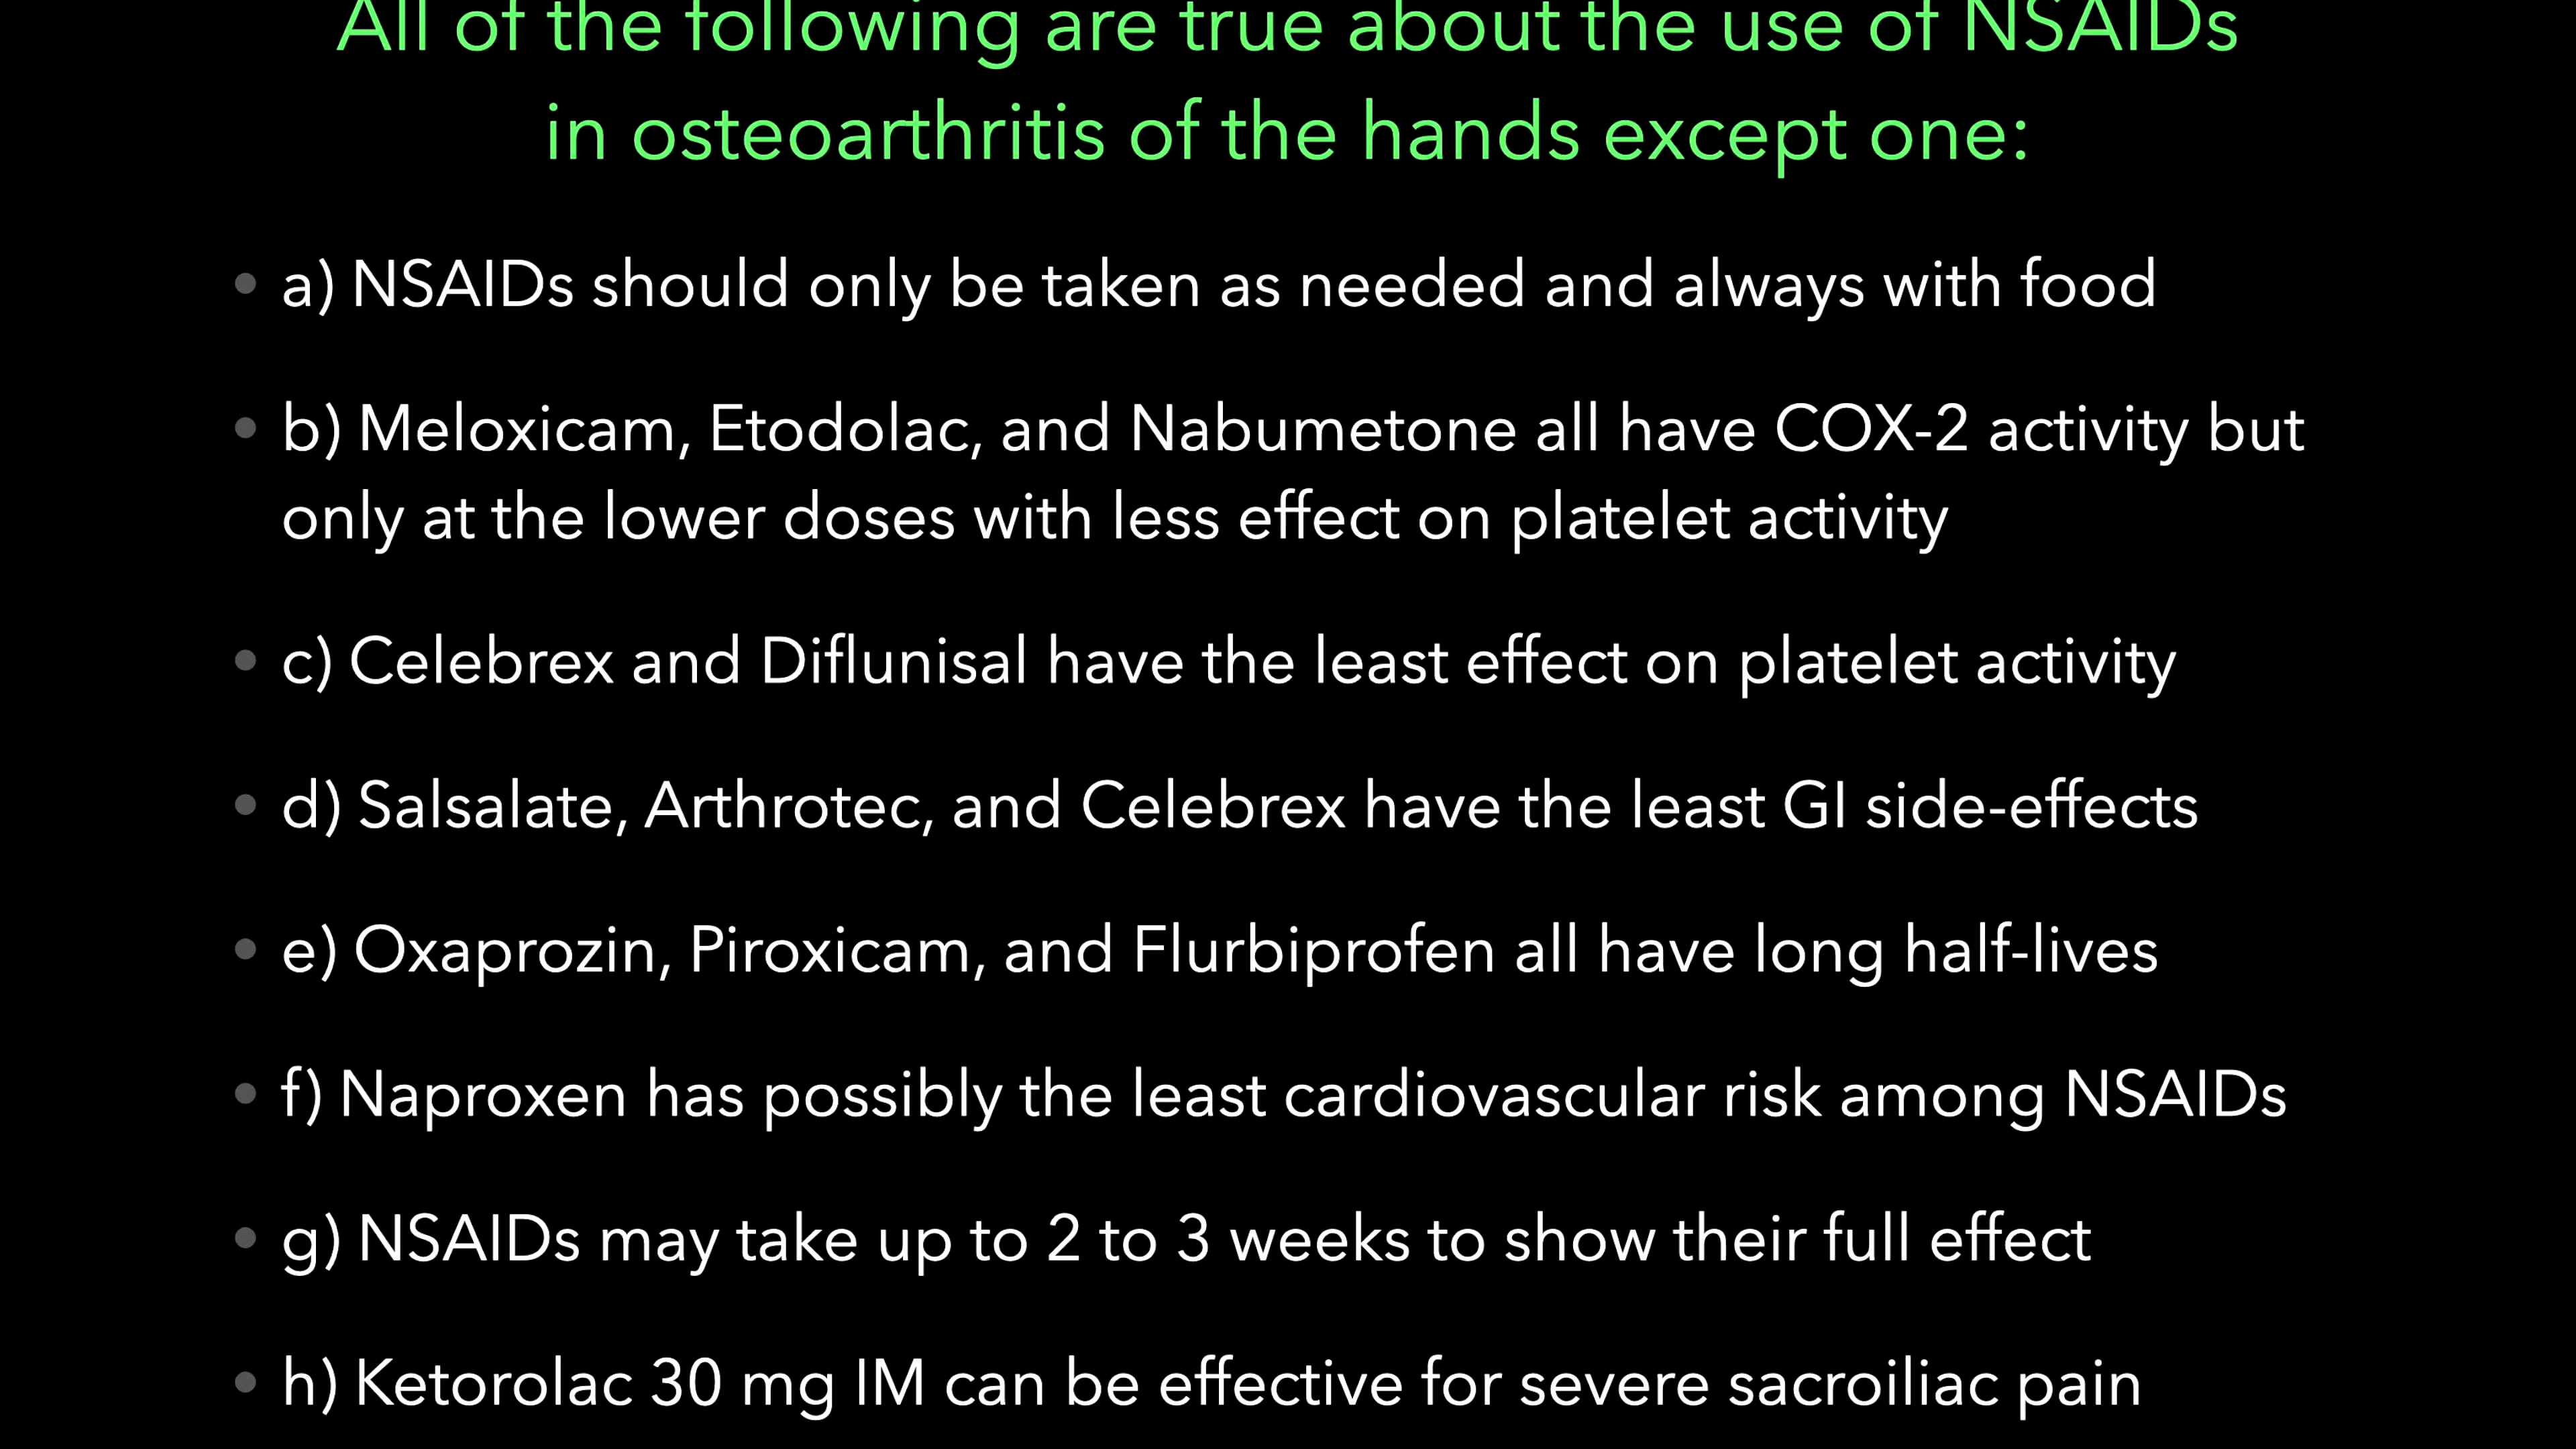 All of the following are true about the use of NSAIDs
in osteoarthritis of the hands except one:
• a) NSAIDs should only be taken as needed and always with food
• b) Meloxicam, Etodolac, and Nabumetone all have COX-2 activity but
only at the lower doses with less effect on platelet activity
• c) Celebrex and Diflunisal have the least effect on platelet activity
• d) Salsalate, Arthrotec, and Celebrex have the least GI side-effects
• e) Oxaprozin, Piroxicam, and Flurbiprofen all have long half-lives
• f) Naproxen has possibly the least cardiovascular risk among NSAIDs
• g) NSAIDs may take up to 2 to 3 weeks to show their full effect
• h) Ketorolac 30 mg IM can be effective for severe sacroiliac pain